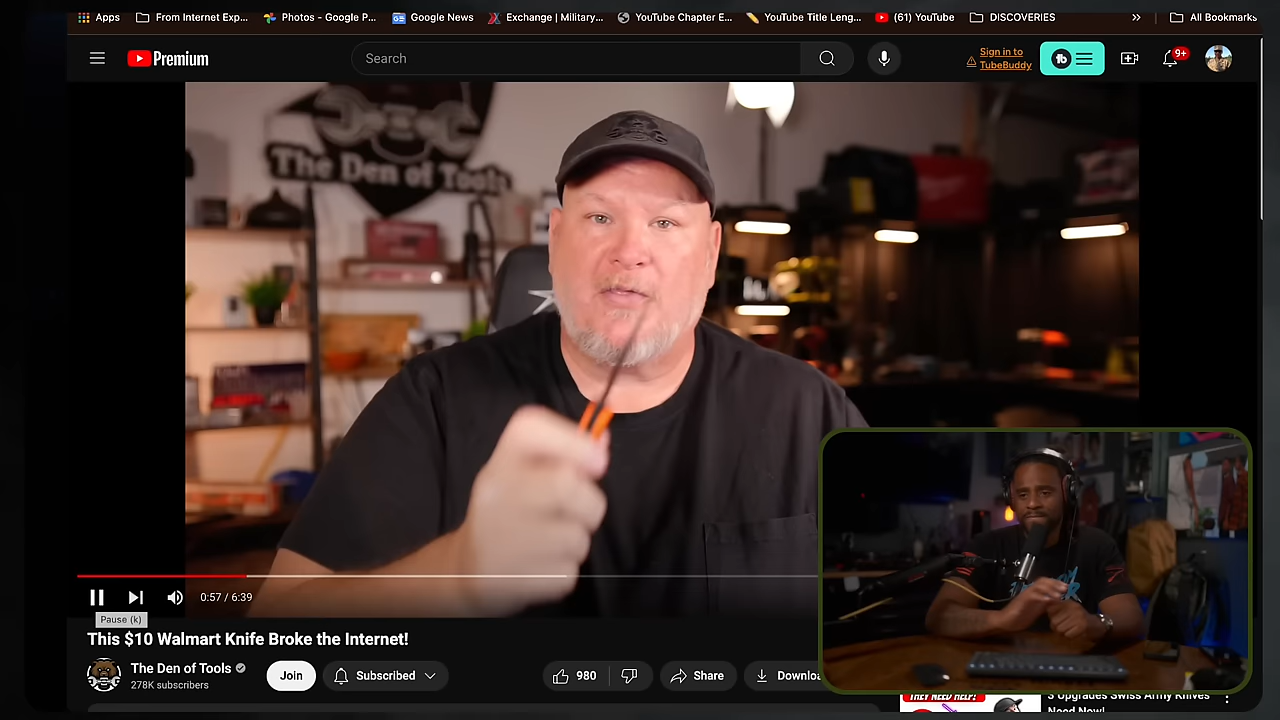 Apps
From Internet Exp...
Photos - Google P...
Google News
Exchange | Military...
YouTube Chapter E...
YouTube Title Leng...
(61) YouTube
DISCOVERIES
»
All Bookmarks
Premium
Search
Sign in to
TubeBuddy
tb
9+
The Den of Tools
0:57 / 6:39
Pause (k)
This $10 Walmart Knife Broke the Internet!
The Den of Tools
278K subscribers
Join
Subscribed
980
Share
Downloa
THEY NEED HELP!
3 Upgrades Swiss Army Knives
Need Now!